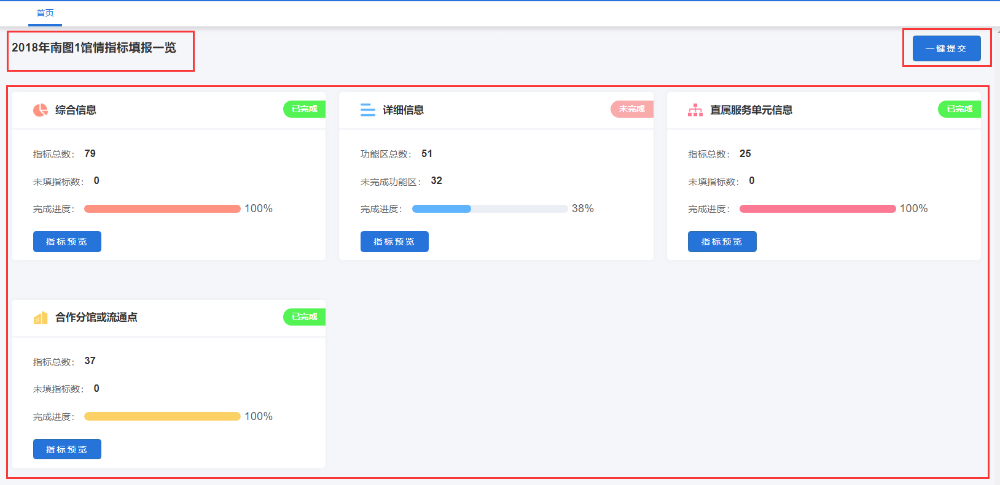 首页
2018年南图1馆情指标填报一览
一键提交
综合信息
已完成
指标总数： 79
未填指标数： 0
完成进度： 100%
指标预览
详细信息
未完成
功能区总数： 51
未完成功能区： 32
完成进度： 38%
指标预览
直属服务单元信息
已完成
指标总数： 25
未填指标数： 0
完成进度： 100%
指标预览
合作分馆或流通点
已完成
指标总数： 37
未填指标数： 0
完成进度： 100%
指标预览